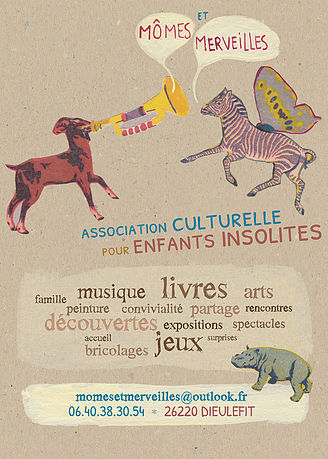 MÔMES ET
MERVEILLES
ASSOCIATION CULTURELLE
POUR ENFANTS INSOLITES
famille musique livres arts
peinture convivialité partage rencontres
découvertes expositions spectacles
accueil bricolages jeux surprises
momesetmerveilles@outlook.fr
06.40.38.30.54 * 26220 DIEULEFIT